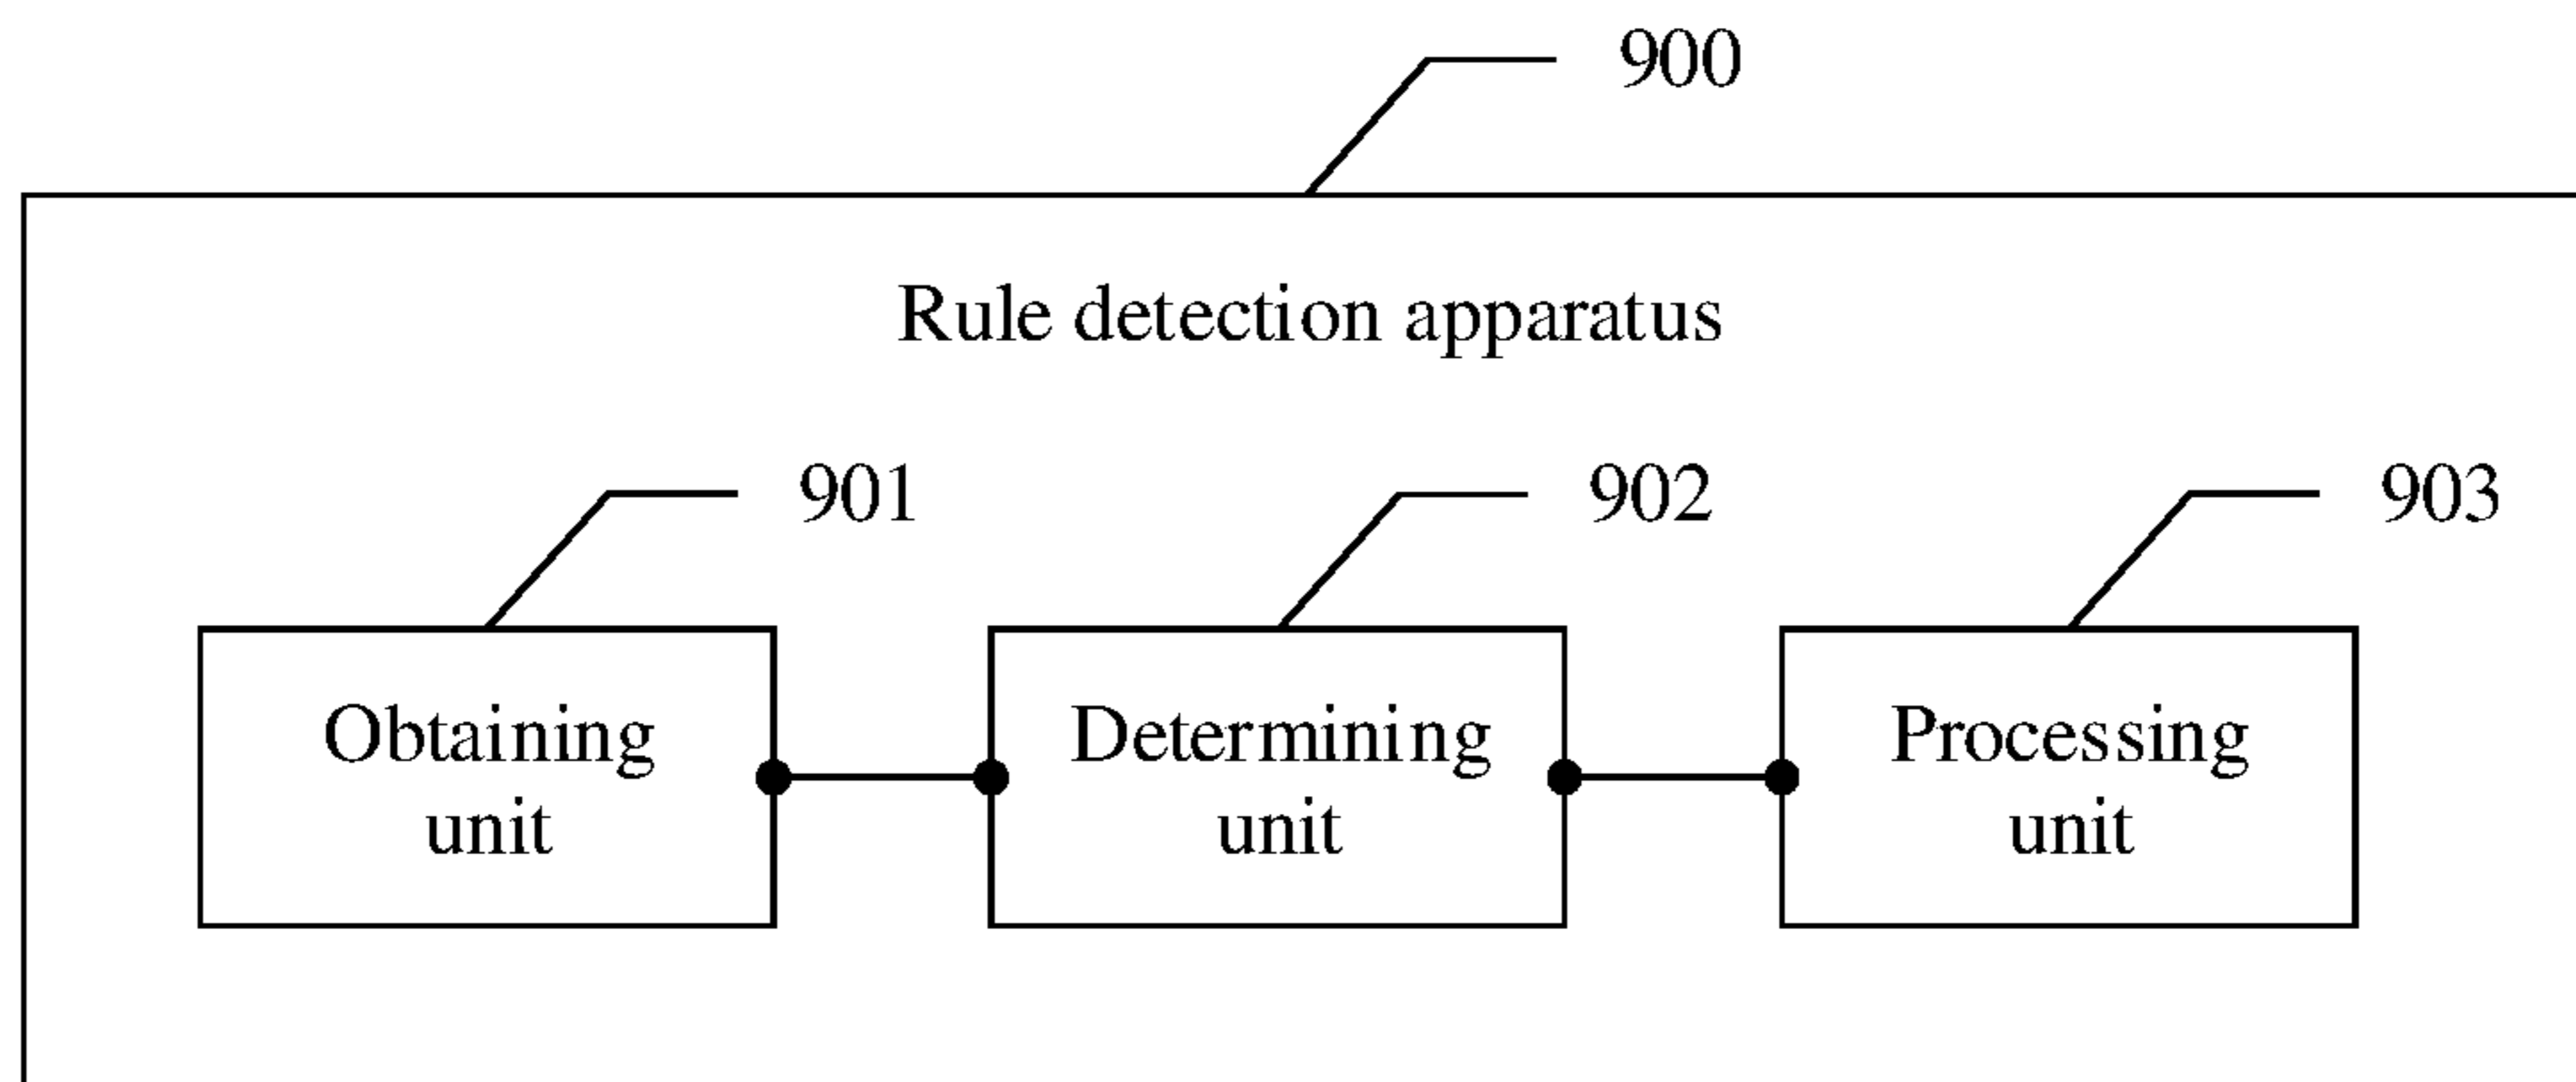 900
Rule detection apparatus
901
902
903
Obtaining
unit
Determining
unit
Processing
unit